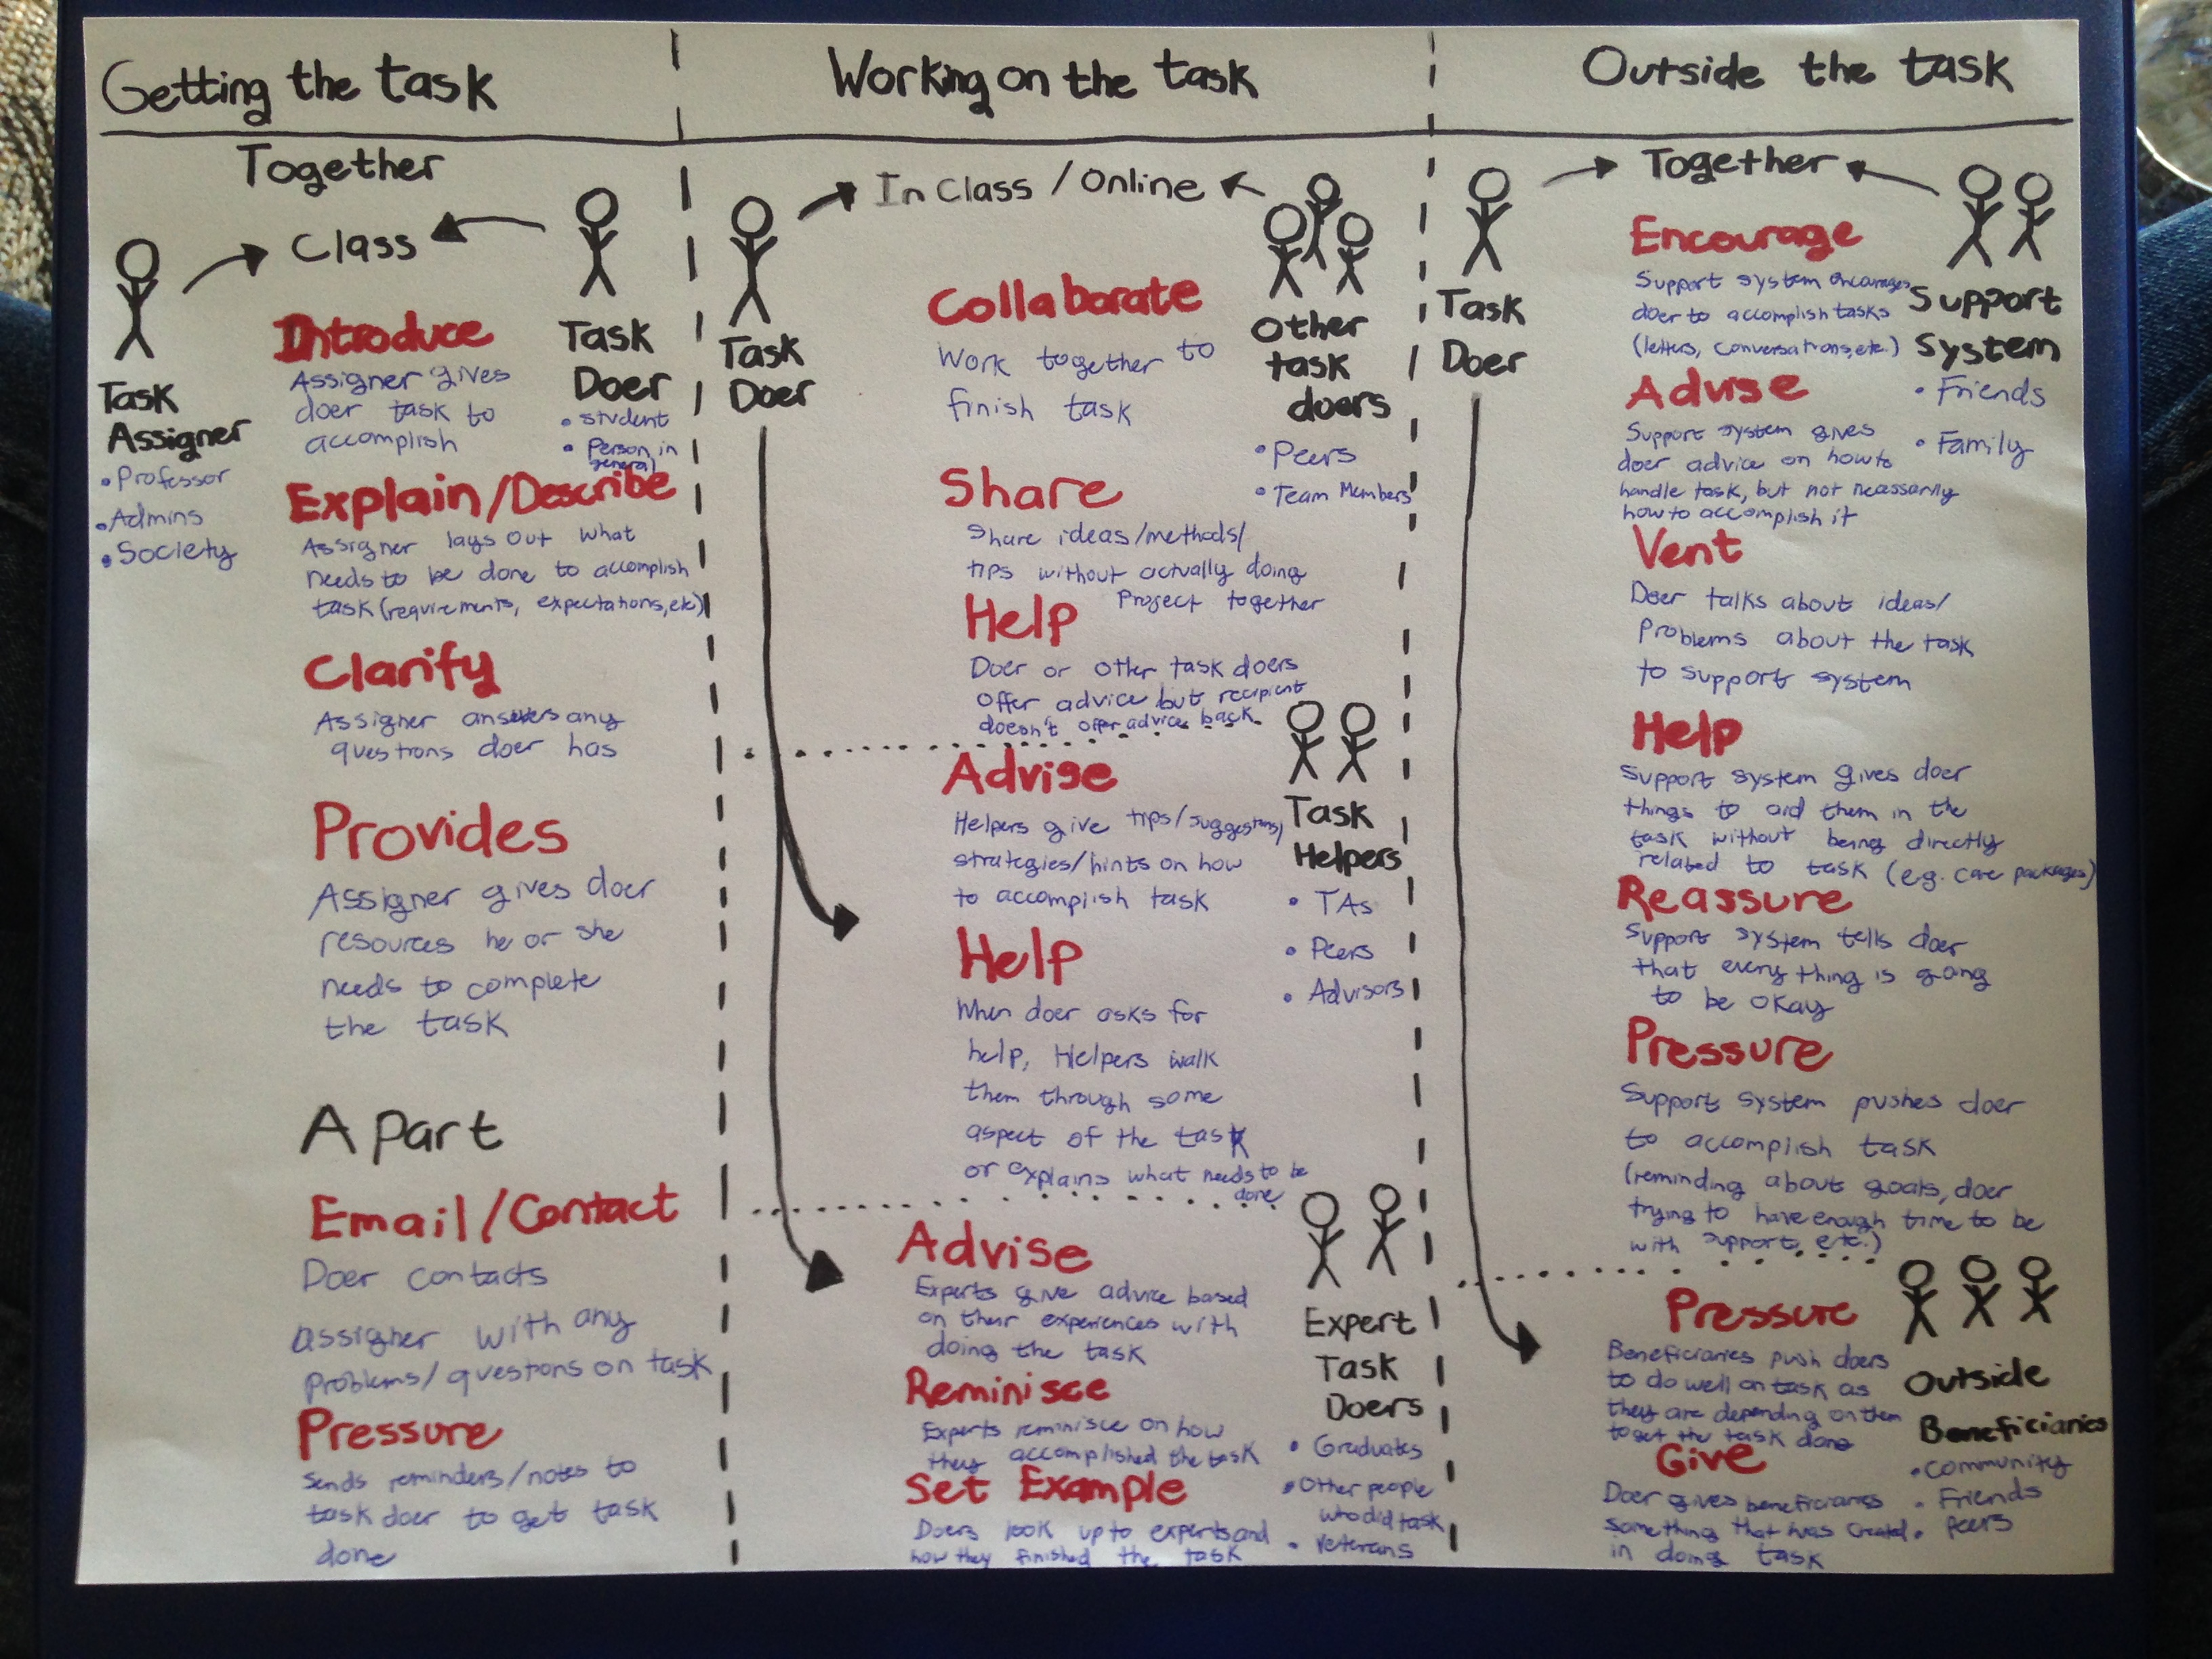 Getting the task
Together
Class
Task
Assigner
• Professor
• Admins
• Society
Introduce
Assigner gives
doer task to
accomplish
Task
Doer
• student
• Person in
general
Explain/Describe
Assigner lays out what
needs to be done to accomplish
task (requirements, expectations, etc)
Clarify
Assigner answers any
questions doer has
Provides
Assigner gives doer
resources he or she
needs to complete
the task
Apart
Email/Contact
Doer contacts
assigner with any
problems/questions on task
Pressure
Sends reminders/notes to
task doer to get task
done
Working on the task
In Class/Online
Task
Doer
Collaborate
Work together to
finish task
Other
task
doers
• Peers
• Team Members
Share
Share ideas/methods/
tips without actually doing
Project together
Help
Doer or other task doers
offer advice but recipient
doesn't offer advice back
Advise
Helpers give tips/suggestions/
strategies/hints on how
to accomplish task
Task
Helpers
• TAs
• Peers
• Advisors
Help
When doer asks for
help, Helpers walk
them through some
aspect of the task
or explains what needs to be
done
Advise
Experts give advice based
on their experiences with
doing the task
Reminisce
Experts reminisce on how
they accomplished the task
Set Example
Doers look up to experts and
how they finished the task
Expert
Task
Doers
• Graduates
• Other people
who did task
• Veterans
Outside the task
Together
Task
Doer
Encourage
Support system encourages
doer to accomplish tasks
(letters, conversations, etc.)
Support
System
• Friends
• Family
Advise
Support system gives
doer advice on how to
handle task, but not neccessarily
how to accomplish it
Vent
Doer talks about ideas/
Problems about the task
to support system
Help
Support system gives doer
things to aid them in the
task without being directly
related to task (e.g. care packages)
Reassure
Support system tells doer
that everything is going
to be okay
Pressure
Support system pushes doer
to accomplish task
(reminding about goals, doer
trying to have enough time to be
with supports, etc.)
Pressure
Beneficiaries push doers
to do well on task as
they are depending on them
to get the task done
Give
Doer gives beneficiaries
something that was created
in doing task
Outside
Beneficiaries
• Community
• Friends
• Peers